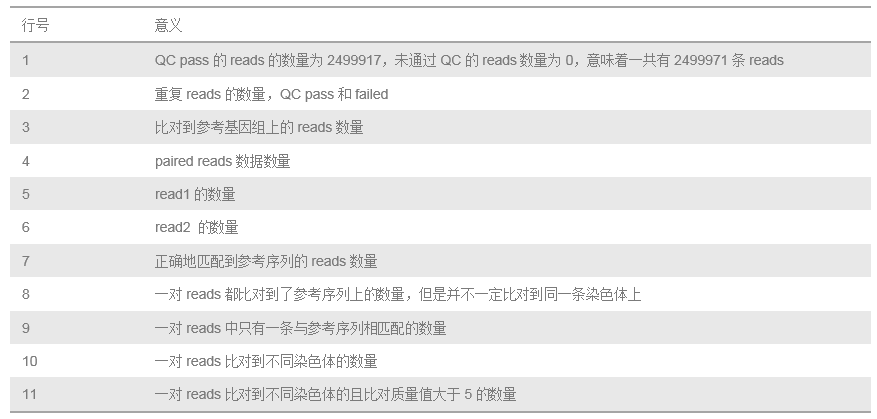 行号 意义
1 QC pass 的 reads 的数量为 2499917，未通过 QC 的 reads 数量为 0，意味着一共有 2499971 条 reads
2 重复 reads 的数量，QC pass 和 failed
3 比对到参考基因组上的 reads 数量
4 paired reads 数据数量
5 read1 的数量
6 read2 的数量
7 正确地匹配到参考序列的 reads 数量
8 一对 reads 都比对到了参考序列上的数量，但是并不一定比对到同一条染色体上
9 一对 reads 中只有一条与参考序列相匹配的数量
10 一对 reads 比对到不同染色体的数量
11 一对 reads 比对到不同染色体的且比对质量值大于 5 的数量